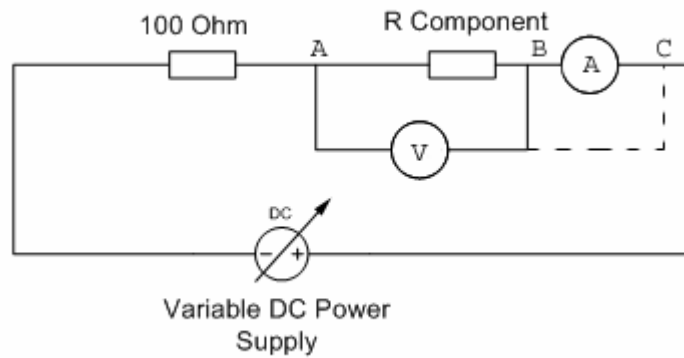 100 Ohm
R Component
A
B
A
C
V
DC
- +
Variable DC Power
Supply